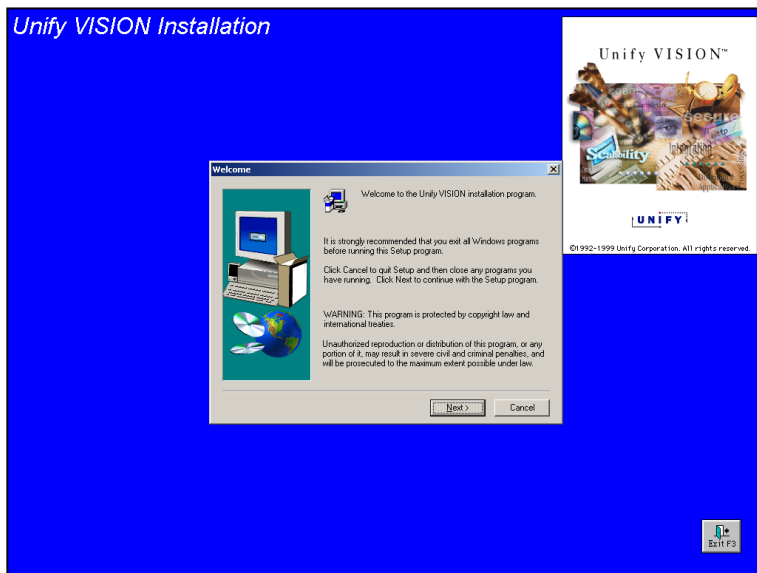 Unify VISION Installation
Unify VISION™
Scalability
Integration
UNIFY
©1992-1999 Unify Corporation. All rights reserved.
Welcome
Welcome to the Unify VISION installation program.
It is strongly recommended that you exit all Windows programs
before running this Setup program.
Click Cancel to quit Setup and then close any programs you
have running. Click Next to continue with the Setup program.
WARNING: This program is protected by copyright law and
international treaties.
Unauthorized reproduction or distribution of this program, or any
portion of it, may result in severe civil and criminal penalties, and
will be prosecuted to the maximum extent possible under law.
Next >
Cancel
Exit F3